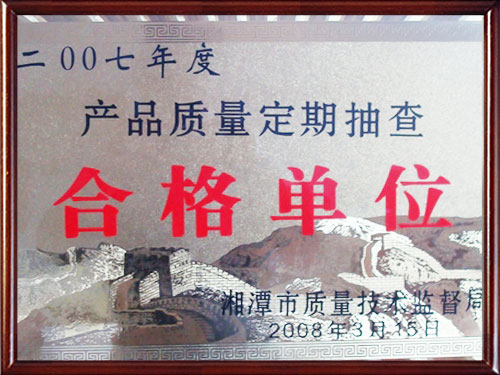 二00七年度
产品质量定期抽查
合格单位
湘潭市质量技术监督局
2008年3月15日